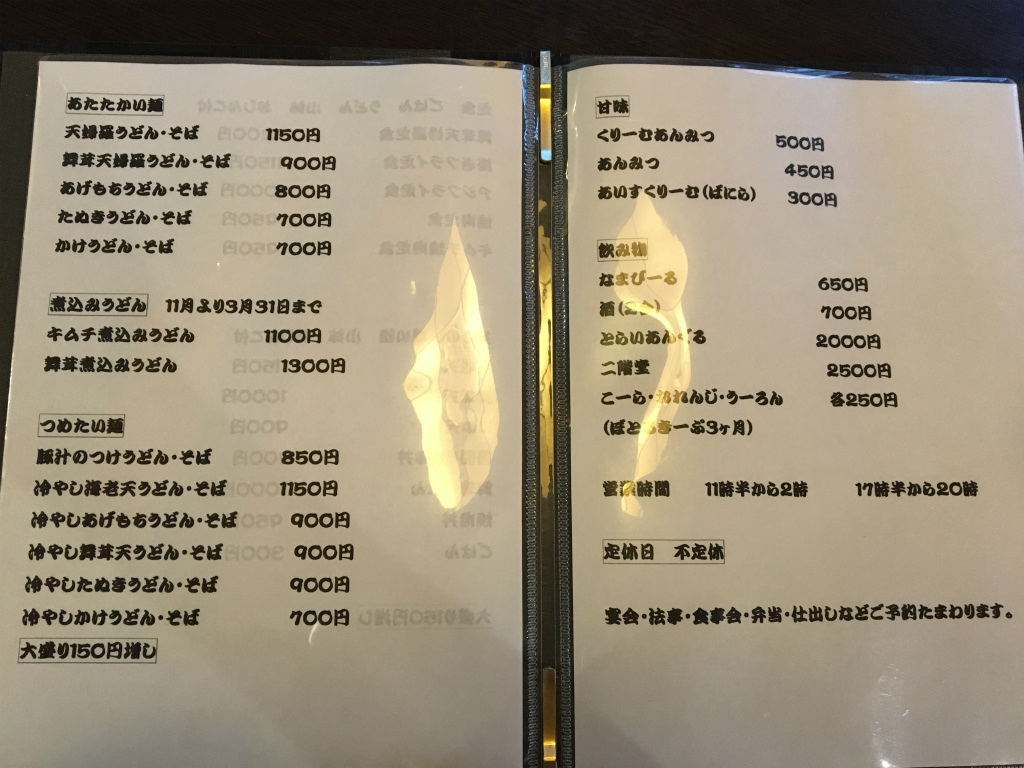 あたたかい麺
天婦羅うどん・そば 1150円
舞茸天婦羅うどん・そば 900円
あげもちうどん・そば 800円
たぬきうどん・そば 700円
かけうどん・そば 700円
煮込みうどん 11月より3月31日まで
キムチ煮込みうどん 1100円
舞茸煮込みうどん 1300円
つめたい麺
豚汁のつけうどん・そば 850円
冷やし海老天うどん・そば 1150円
冷やしあげもちうどん・そば 900円
冷やし舞茸天うどん・そば 900円
冷やしたぬきうどん・そば 900円
冷やしかけうどん・そば 700円
大盛り150円増し
甘味
くりーむあんみつ 500円
あんみつ 450円
あいすくりーむ(ばにら) 300円
飲み物
なまびーる 650円
酒(二合) 700円
とらいあんぐる 2000円
二階堂 2500円
こーら・おれんじ・うーろん 各250円
(ぼとるきーぷ3ヶ月)
営業時間 11時半から2時 17時半から20時
定休日 不定休
宴会・法事・食事会・弁当・仕出しなどご予約たまわります。